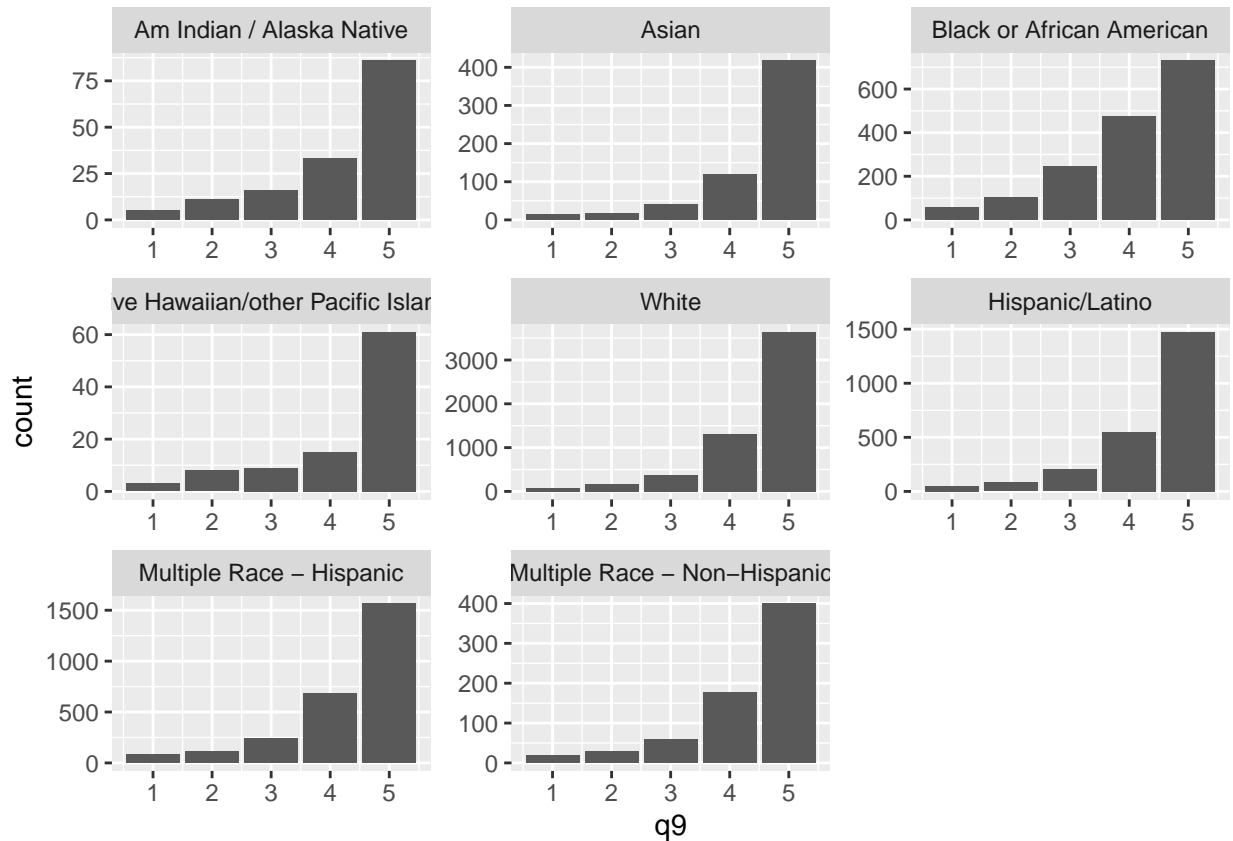 Am Indian / Alaska Native
Asian
Black or African American
75
50
25
0
400
300
200
100
0
600
400
200
0
1 2 3 4 5
1 2 3 4 5
1 2 3 4 5
Hawaiian/other Pacific
White
Hispanic/Latino
60
40
20
0
3000
2000
1000
0
1500
1000
500
0
1 2 3 4 5
1 2 3 4 5
1 2 3 4 5
Multiple Race – Hispanic
Multiple Race – Non–Hispanic
1500
1000
500
0
400
300
200
100
0
1 2 3 4 5
1 2 3 4 5
count
q9